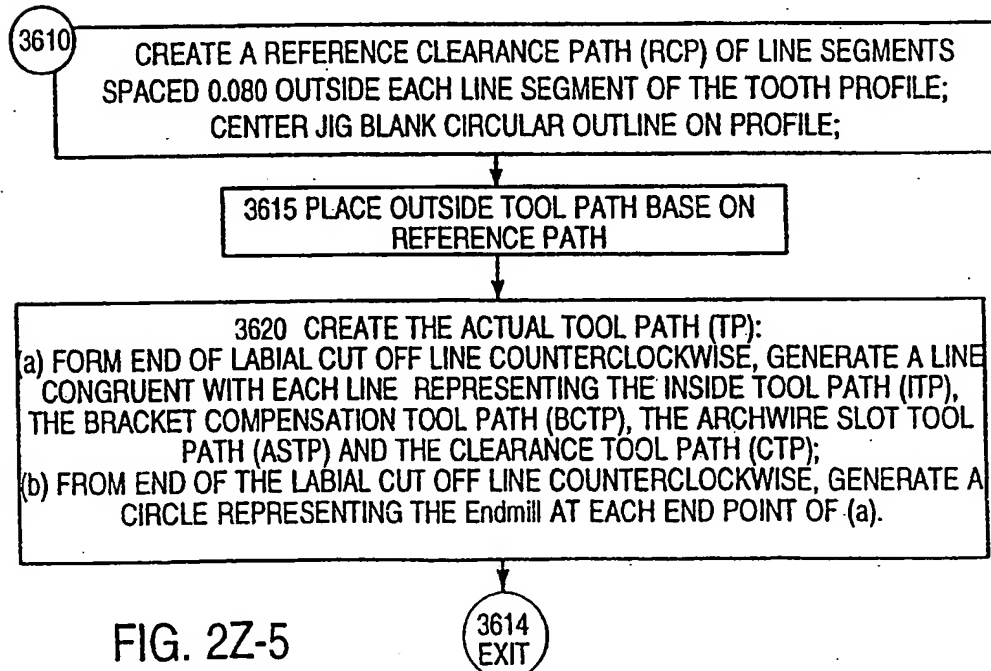 3610
CREATE A REFERENCE CLEARANCE PATH (RCP) OF LINE SEGMENTS
SPACED 0.080 OUTSIDE EACH LINE SEGMENT OF THE TOOTH PROFILE;
CENTER JIG BLANK CIRCULAR OUTLINE ON PROFILE;
3615 PLACE OUTSIDE TOOL PATH BASE ON
REFERENCE PATH
3620 CREATE THE ACTUAL TOOL PATH (TP):
(a) FORM END OF LABIAL CUT OFF LINE COUNTERCLOCKWISE, GENERATE A LINE
CONGRUENT WITH EACH LINE REPRESENTING THE INSIDE TOOL PATH (ITP),
THE BRACKET COMPENSATION TOOL PATH (BCTP), THE ARCHWIRE SLOT TOOL
PATH (ASTP) AND THE CLEARANCE TOOL PATH (CTP);
(b) FROM END OF THE LABIAL CUT OFF LINE COUNTERCLOCKWISE, GENERATE A
CIRCLE REPRESENTING THE Endmill AT EACH END POINT OF (a).
3614
EXIT
FIG. 2Z-5